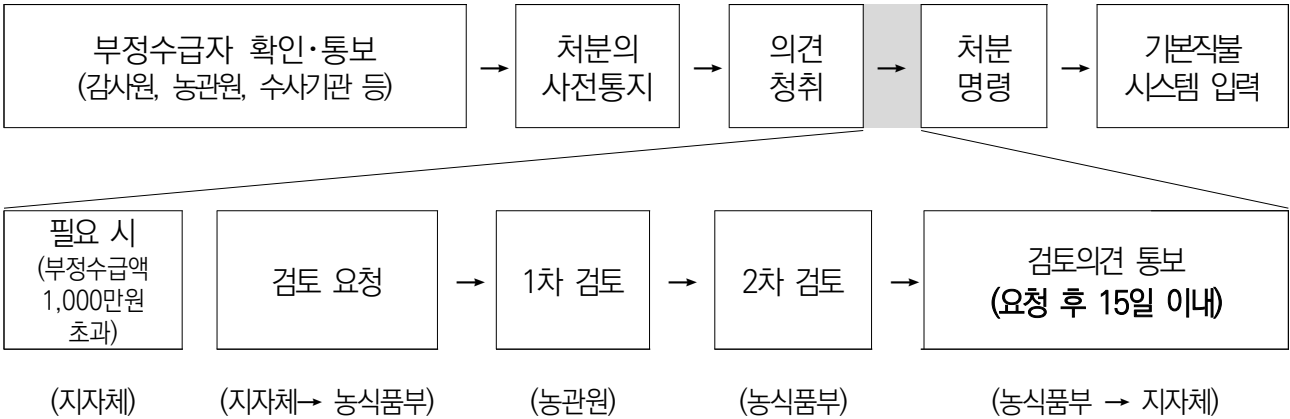 부정수급자 확인·통보
(감사원, 농관원, 수사기관 등)
→
처분의
사전통지
→
의견
청취
→
처분
명령
→
기본직불
시스템 입력
필요 시
(부정수급액
1,000만원
초과)
검토 요청
→
1차 검토
→
2차 검토
→
검토의견 통보
(요청 후 15일 이내)
(지자체)
(지자체→ 농식품부)
(농관원)
(농식품부)
(농식품부 → 지자체)